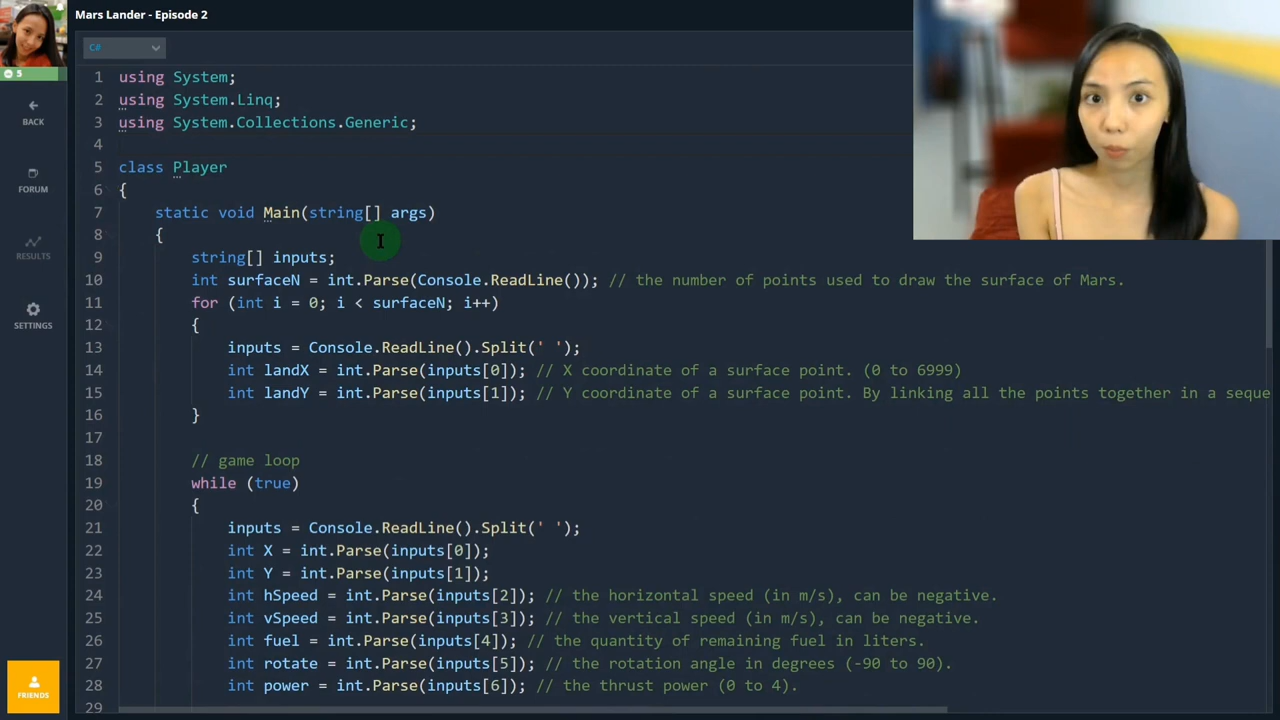 Mars Lander - Episode 2
C#
5
BACK
FORUM
RESULTS
SETTINGS
FRIENDS
1 using System;
2 using System.Linq;
3 using System.Collections.Generic;
4
5 class Player
6 {
7 static void Main(string[] args)
8 {
9 string[] inputs;
10 int surfaceN = int.Parse(Console.ReadLine()); // the number of points used to draw the surface of Mars.
11 for (int i = 0; i < surfaceN; i++)
12 {
13 inputs = Console.ReadLine().Split(' ');
14 int landX = int.Parse(inputs[0]); // X coordinate of a surface point. (0 to 6999)
15 int landY = int.Parse(inputs[1]); // Y coordinate of a surface point. By linking all the points together in a seque
16 }
17
18 // game loop
19 while (true)
20 {
21 inputs = Console.ReadLine().Split(' ');
22 int X = int.Parse(inputs[0]);
23 int Y = int.Parse(inputs[1]);
24 int hSpeed = int.Parse(inputs[2]); // the horizontal speed (in m/s), can be negative.
25 int vSpeed = int.Parse(inputs[3]); // the vertical speed (in m/s), can be negative.
26 int fuel = int.Parse(inputs[4]); // the quantity of remaining fuel in liters.
27 int rotate = int.Parse(inputs[5]); // the rotation angle in degrees (-90 to 90).
28 int power = int.Parse(inputs[6]); // the thrust power (0 to 4).
29